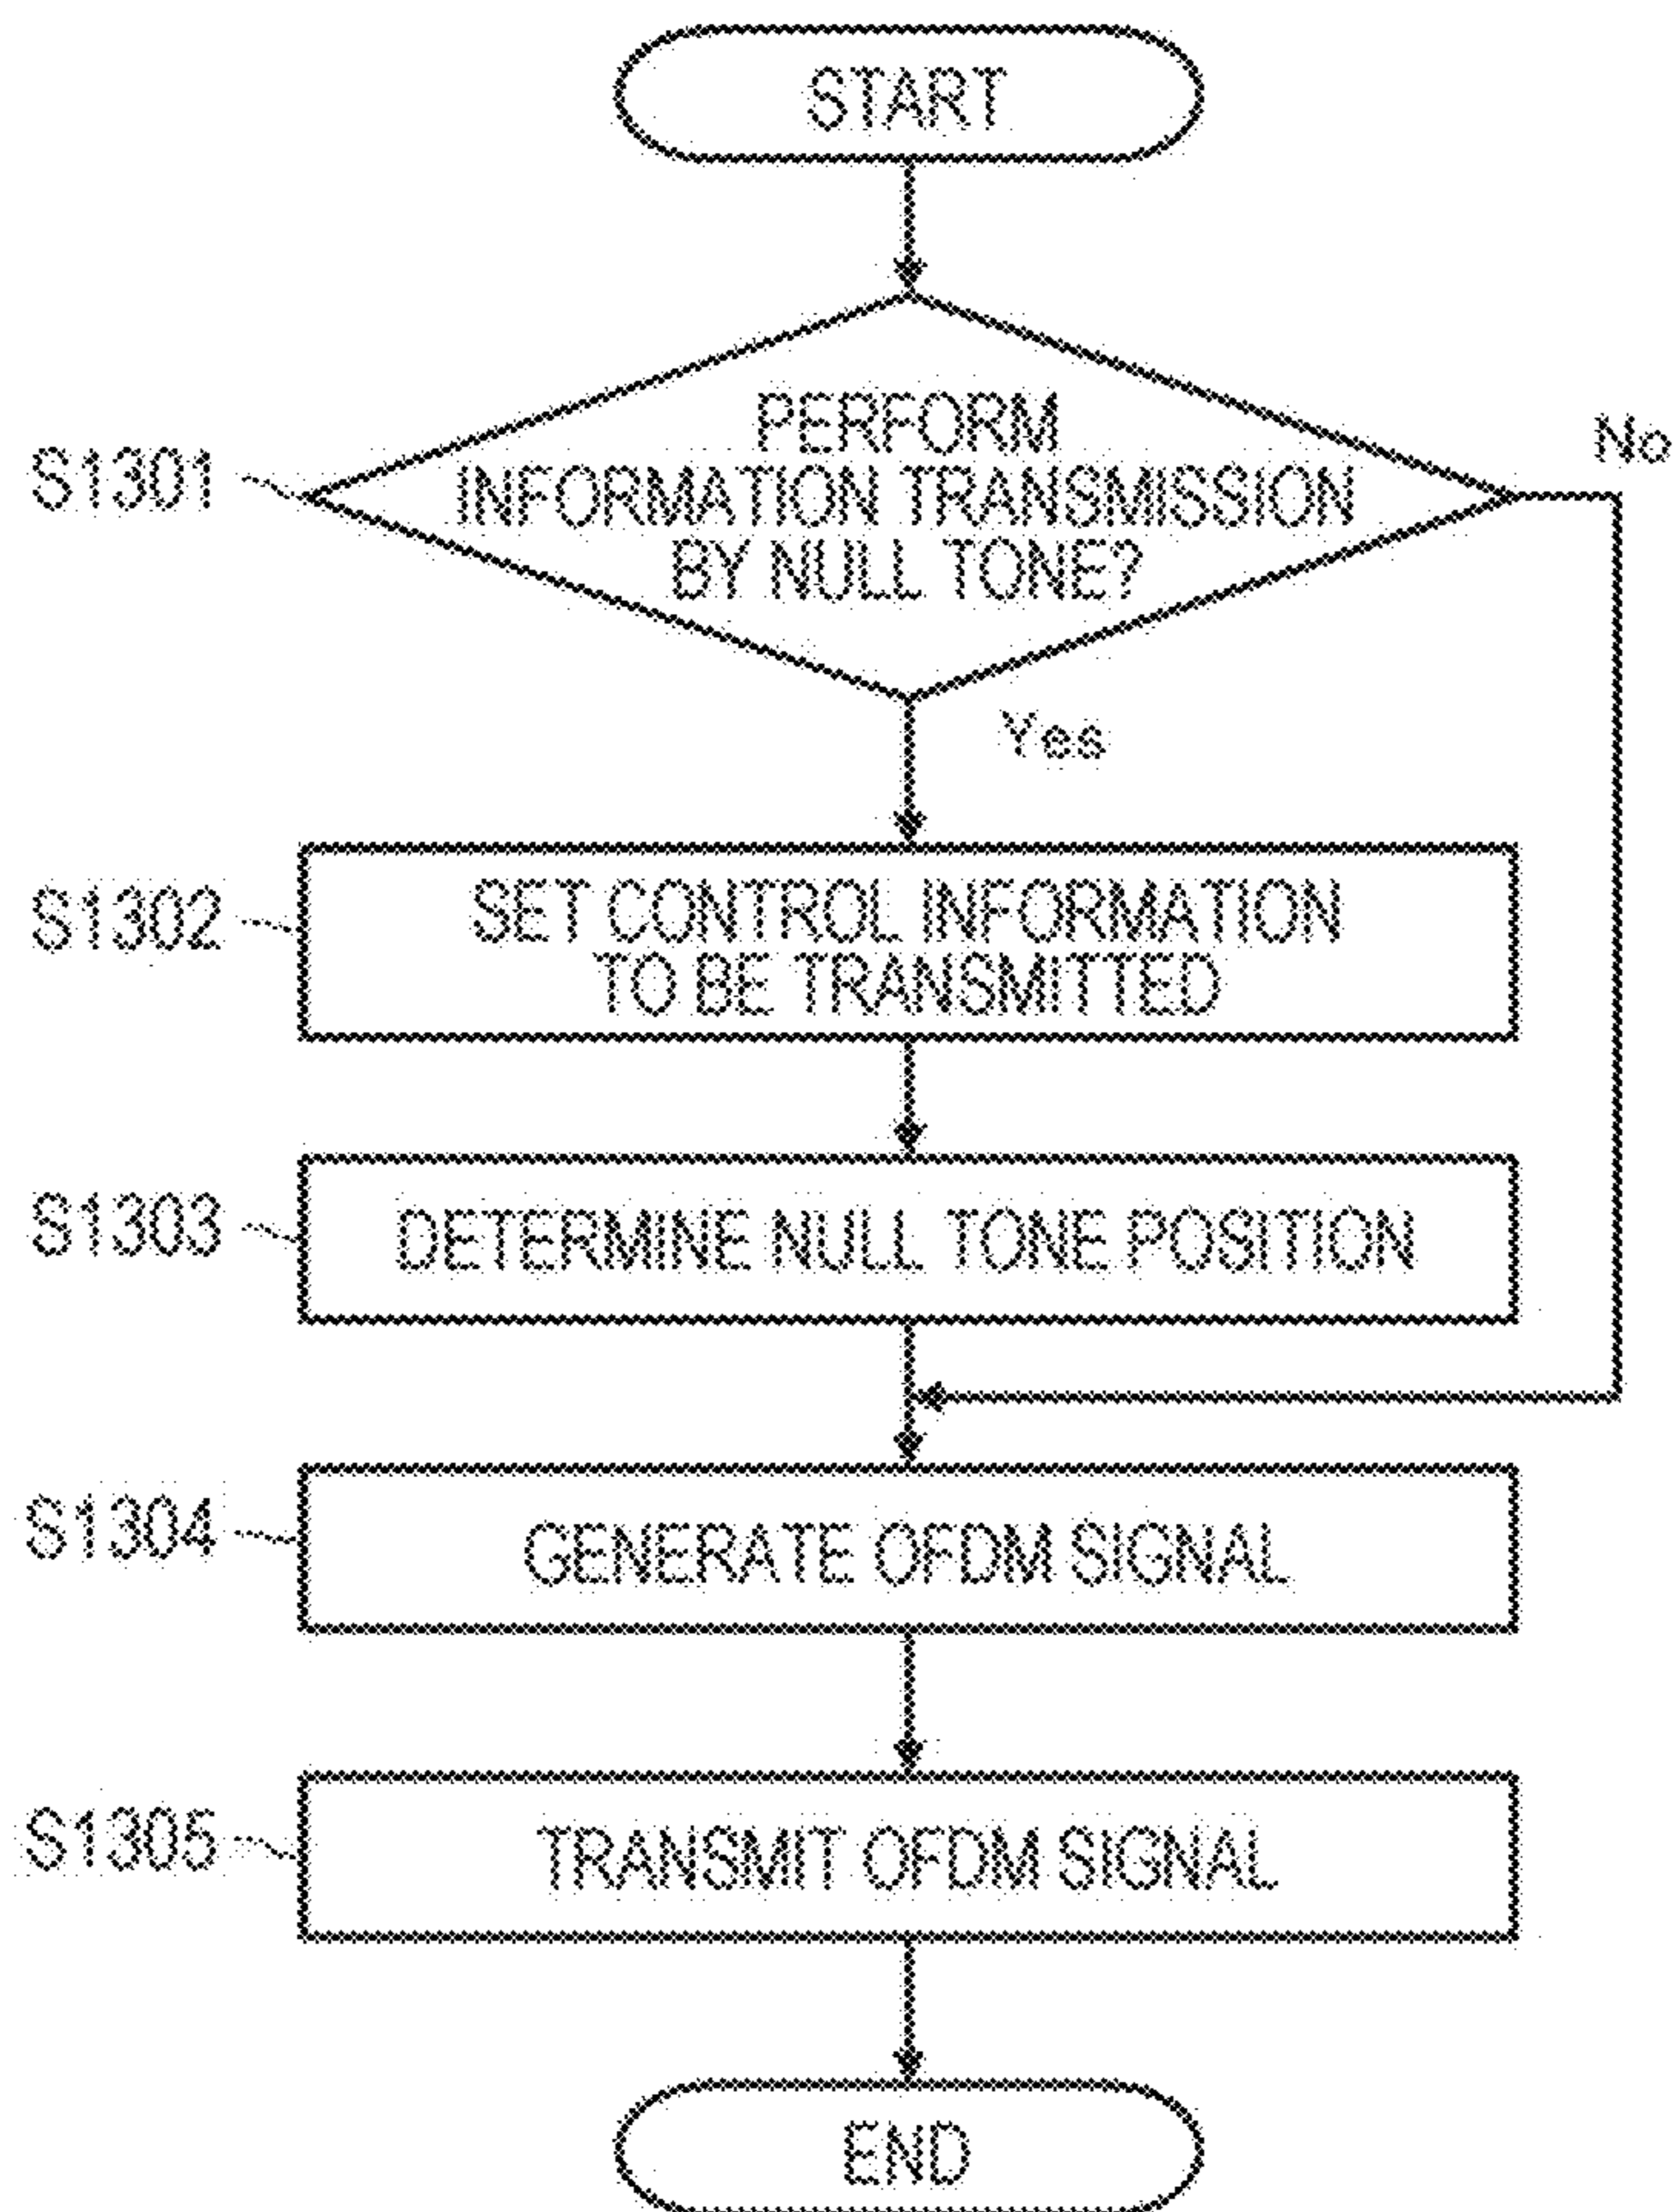 START
PERFORM
No
S1301
INFORMATION TRANSMISSION
BY NULL TONE?
Yes
S1302
SET CONTROL INFORMATION
TO BE TRANSMITTED
S1303
DETERMINE NULL TONE POSITION
S1304
GENERATE OFDM SIGNAL
S1305
TRANSMIT OFDM SIGNAL
END